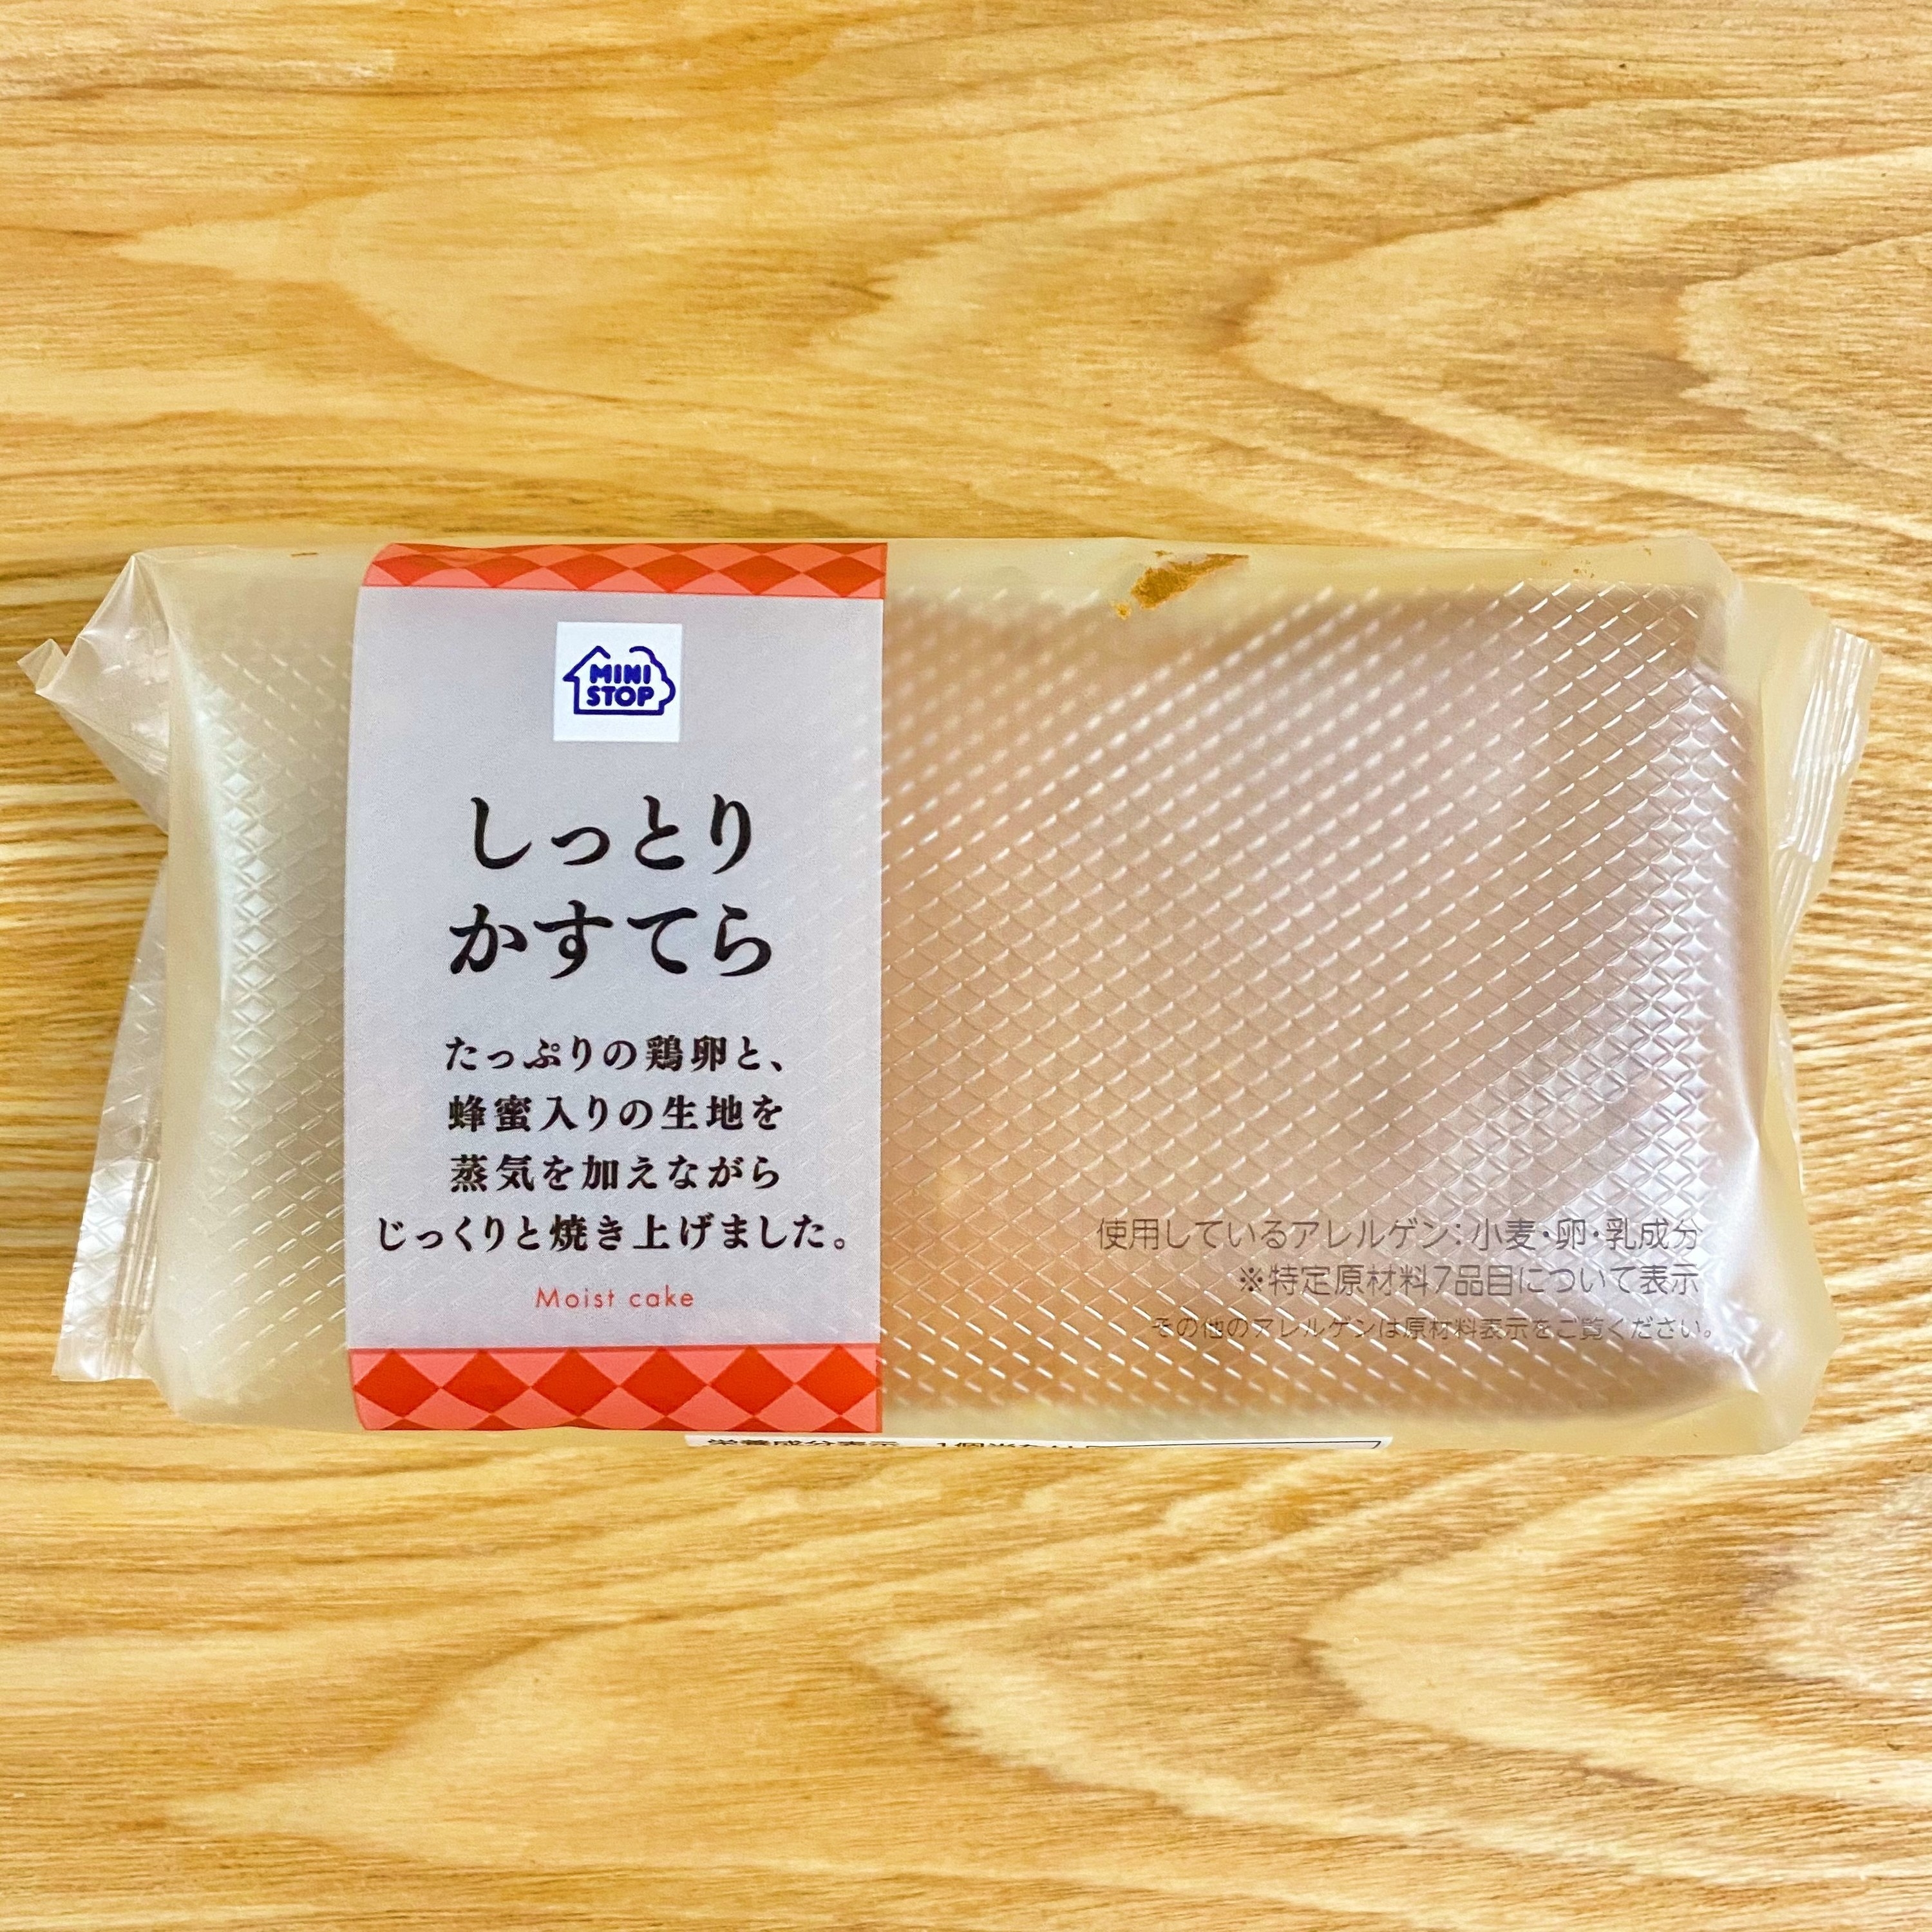 MINI
STOP
しっとり
かすてら
たっぷりの鶏卵と、
蜂蜜入りの生地を
蒸気を加えながら
じっくりと焼き上げました。
Moist cake
使用しているアレルゲン：小麦・卵・乳成分
※特定原材料7品目について表示
その他のアレルゲンは原材料表示をご覧ください。